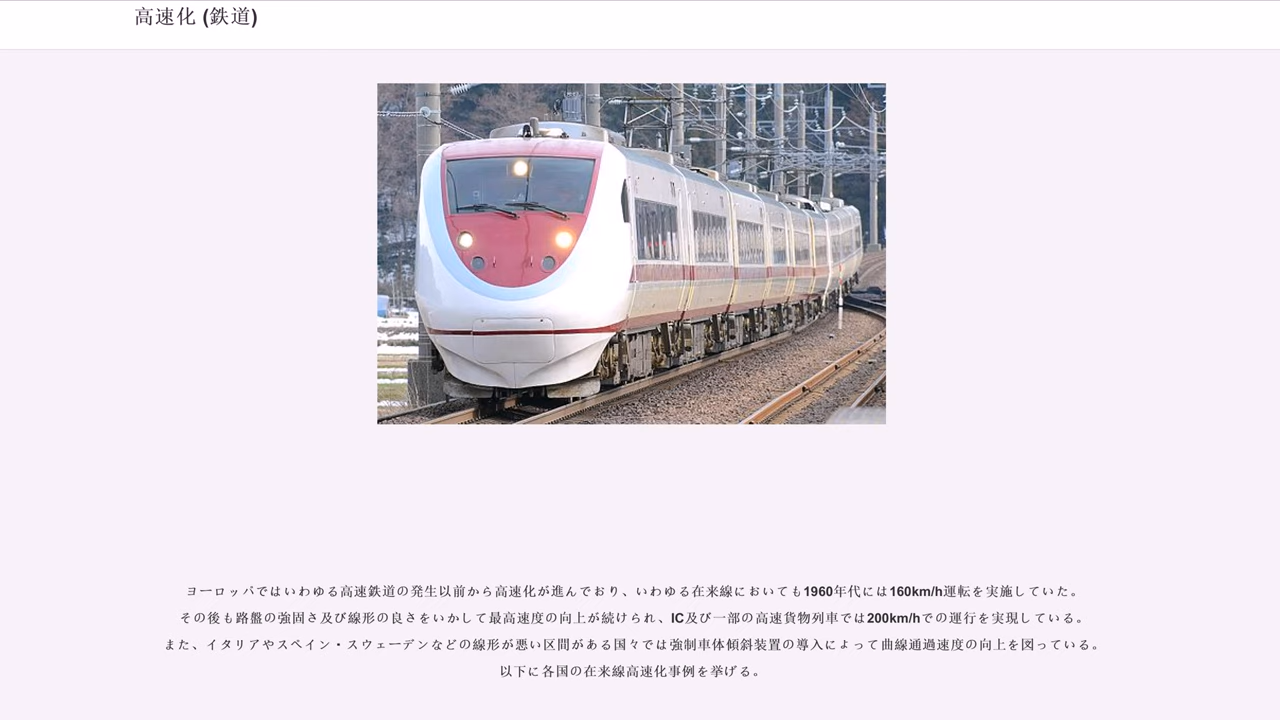 高速化 (鉄道)
ヨーロッパではいわゆる高速鉄道の発生以前から高速化が進んでおり、いわゆる在来線においても1960年代には160km/h運転を実施していた。
その後も路盤の強固さ及び線形の良さをいかして最高速度の向上が続けられ、IC及び一部の高速貨物列車では200km/hでの運行を実現している。
また、イタリアやスペイン・スウェーデンなどの線形が悪い区間がある国々では強制車体傾斜装置の導入によって曲線通過速度の向上を図っている。
以下に各国の在来線高速化事例を挙げる。